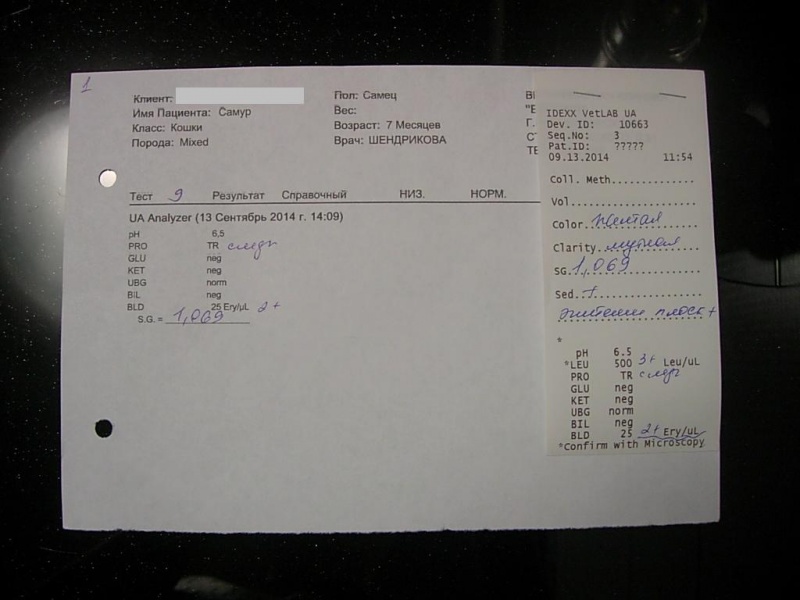 1
Клиент:
Имя Пациента: Самур
Класс: Кошки
Порода: Mixed
Пол: Самец
Вес:
Возраст: 7 Месяцев
Врач: ШЕНДРИКОВА
"Е
Г.
СТ
ТЕ
Тест 9 Результат Справочный НИЗ. НОРМ.
UA Analyzer (13 Сентябрь 2014 г. 14:09)
pH 6,5
PRO TR следы
GLU neg
KET neg
UBG norm
BIL neg
BLD 25 Ery/µL 2+
S.G. = 1,069
IDEXX VetLAB UA
Dev. ID: 10663
Seq.No: 3
Pat.ID: ?????
09.13.2014 11:54
Coll. Meth
Vol
Color желтая
Clarity мутная
SG 1,069
Sed +
эпителий плоск +
*
pH 6.5
*LEU 500 3+ Leu/uL
PRO TR следы
GLU neg
KET neg
UBG norm
BIL neg
BLD 25 2+ Ery/uL
*Confirm with Microscopy